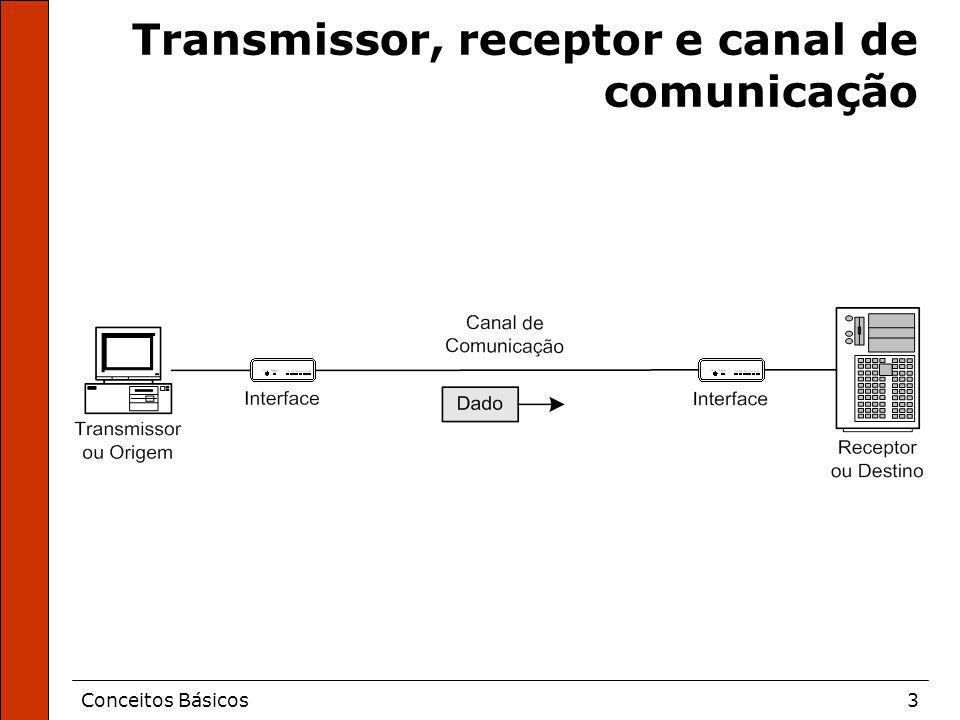 Transmissor, receptor e canal de
comunicação
Canal de
Comunicação
Interface
Dado
Interface
Transmissor
ou Origem
Receptor
ou Destino
Conceitos Básicos
3